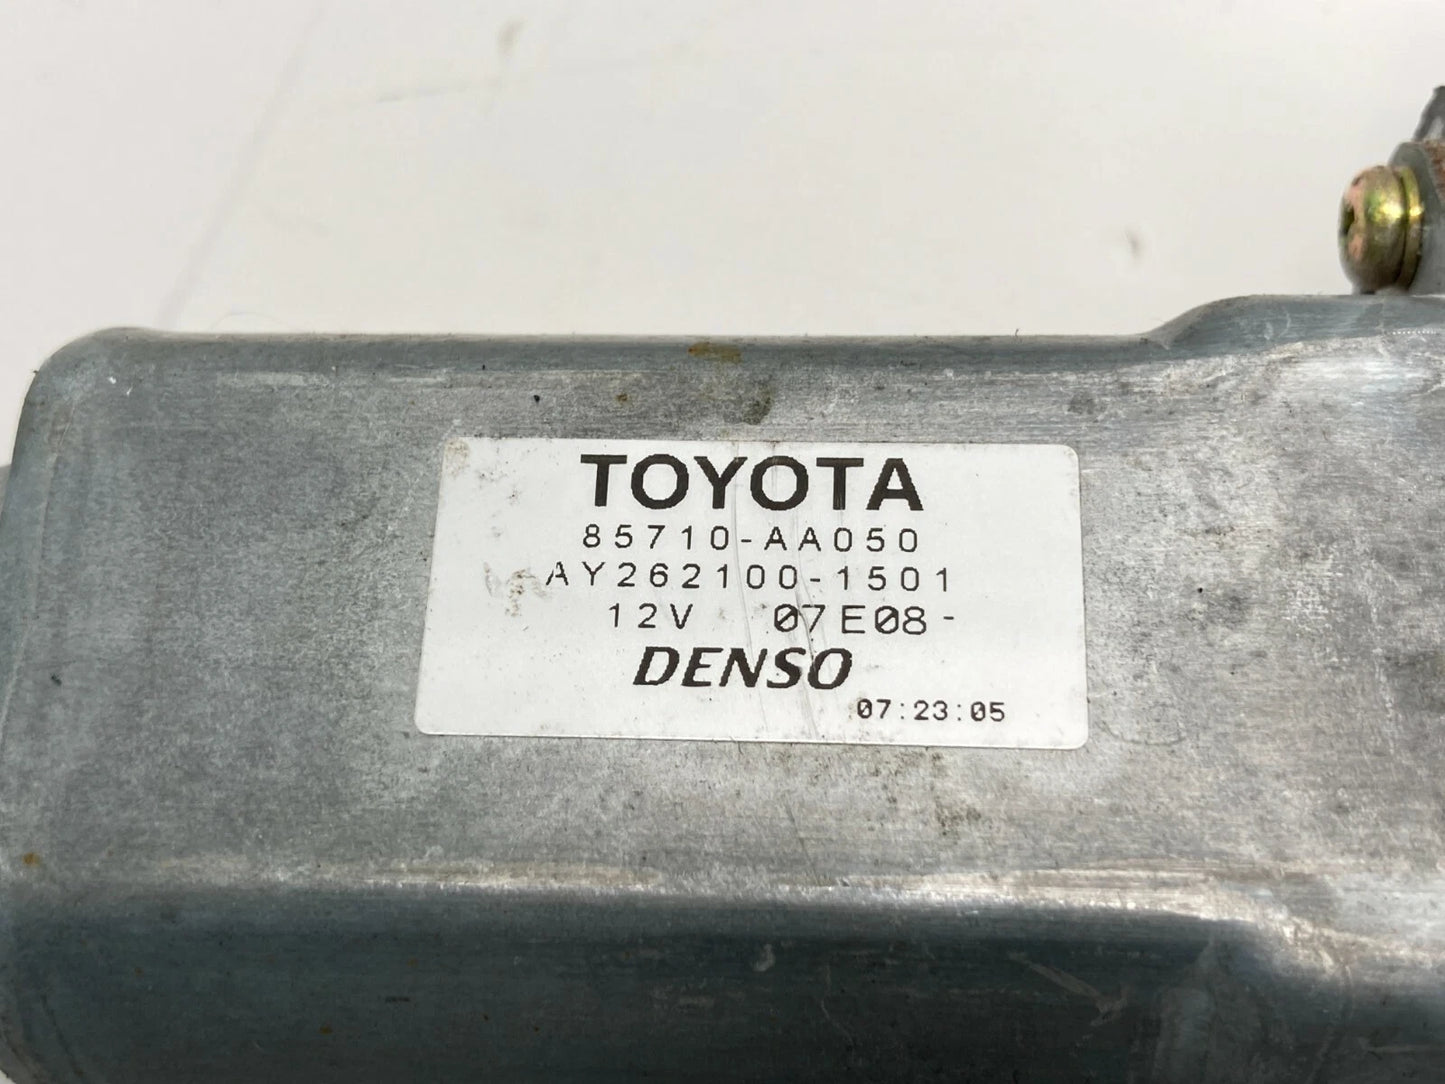 TOYOTA
85710-AA050
AY262100-1501
12V 07E08-
DENSO
07:23:05